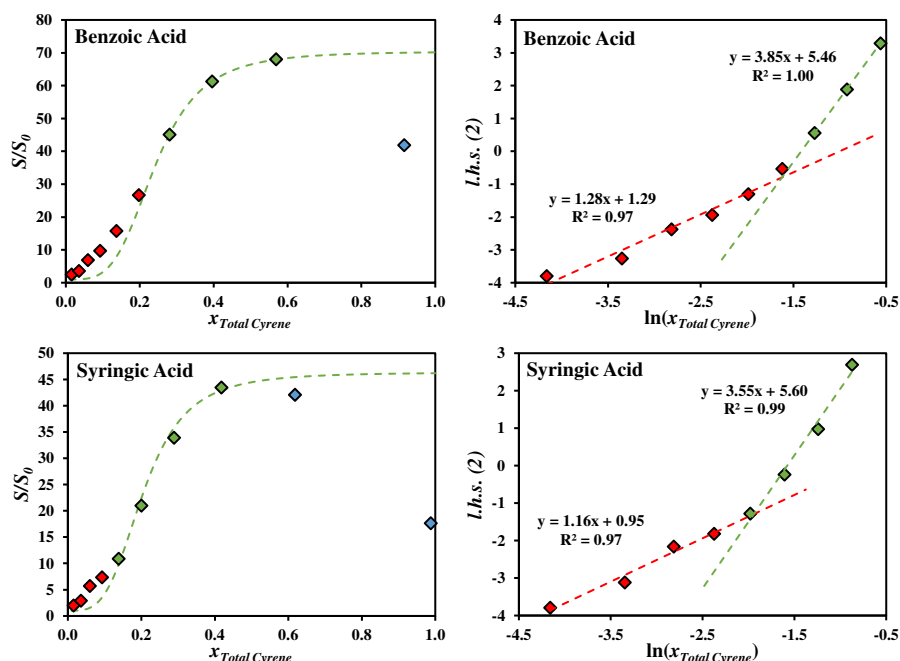 Benzoic Acid
80
70
60
50
40
30
20
10
0
S/S0
0.0 0.2 0.4 0.6 0.8 1.0
xTotal Cyrene
Benzoic Acid
y = 3.85x + 5.46
R² = 1.00
y = 1.28x + 1.29
R² = 0.97
4
3
2
1
0
-1
-2
-3
-4
l.h.s. (2)
-4.5 -3.5 -2.5 -1.5 -0.5
ln(xTotal Cyrene)
Syringic Acid
50
45
40
35
30
25
20
15
10
5
0
S/S0
0.0 0.2 0.4 0.6 0.8 1.0
xTotal Cyrene
Syringic Acid
y = 3.55x + 5.60
R² = 0.99
y = 1.16x + 0.95
R² = 0.97
3
2
1
0
-1
-2
-3
-4
l.h.s. (2)
-4.5 -3.5 -2.5 -1.5 -0.5
ln(xTotal Cyrene)